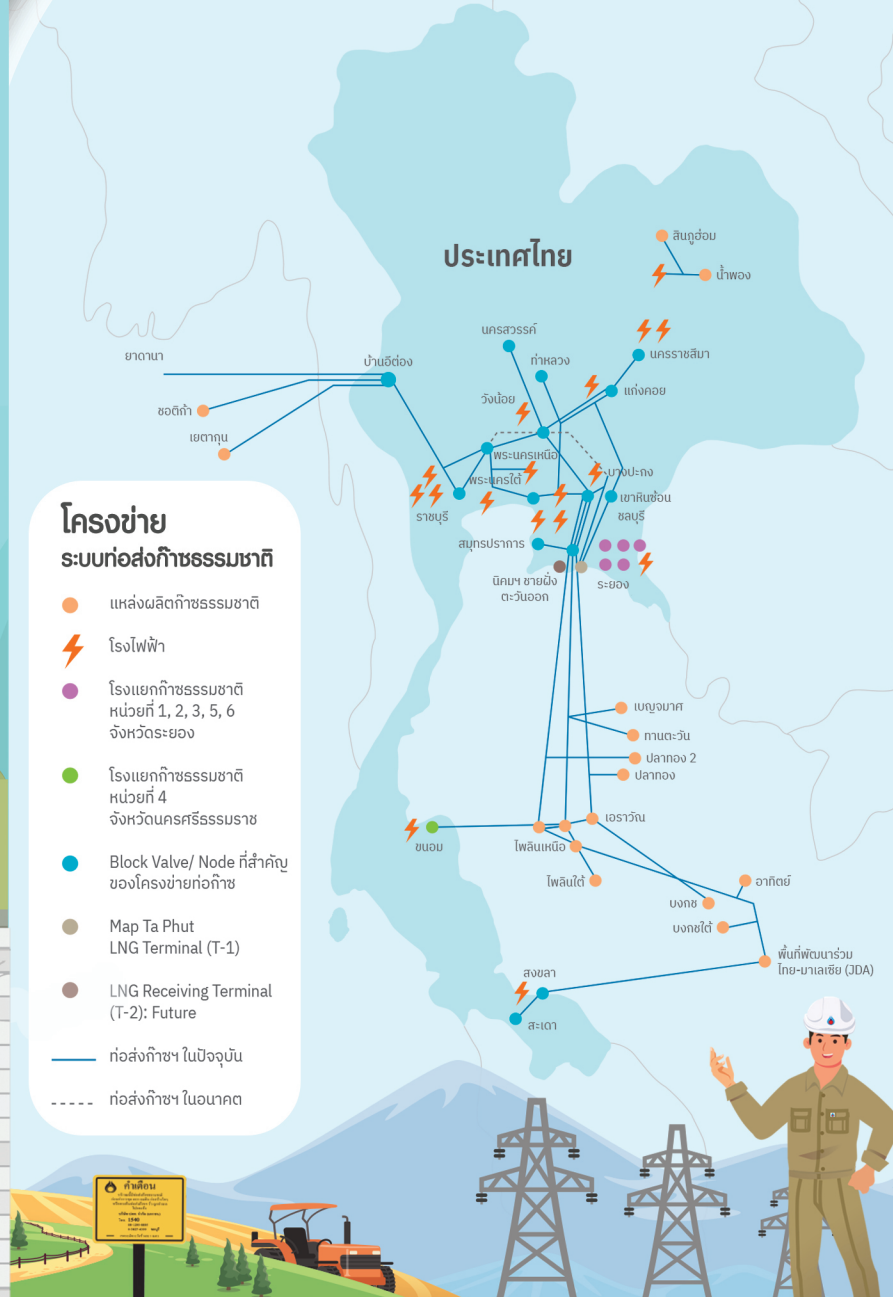 ประเทศไทย
สินภูฮ่อม
น้ำพอง
นครสวรรค์
นครราชสีมา
ท่าหลวง
ยาดานา
บ้านอีต่อง
แก่งคอย
วังน้อย
ซอติก้า
เยตากุน
พระนครเหนือ
บางปะกง
พระนครใต้
เขาหินซ้อน
ราชบุรี
ชลบุรี
สมุทรปราการ
นิคมฯ ชายฝั่ง
ตะวันออก
ระยอง
โครงข่าย
ระบบท่อส่งก๊าซธรรมชาติ
แหล่งผลิตก๊าซธรรมชาติ
โรงไฟฟ้า
โรงแยกก๊าซธรรมชาติ
หน่วยที่ 1, 2, 3, 5, 6
จังหวัดระยอง
โรงแยกก๊าซธรรมชาติ
หน่วยที่ 4
จังหวัดนครศรีธรรมราช
Block Valve/ Node ที่สำคัญ
ของโครงข่ายท่อก๊าซ
Map Ta Phut
LNG Terminal (T-1)
LNG Receiving Terminal
(T-2): Future
ท่อส่งก๊าซฯ ในปัจจุบัน
ท่อส่งก๊าซฯ ในอนาคต
เบญจมาศ
ทานตะวัน
ปลาทอง 2
ปลาทอง
เอราวัณ
ขนอม
ไพลินเหนือ
ไพลินใต้
อาทิตย์
บงกช
บงกชใต้
พื้นที่พัฒนาร่วม
ไทย-มาเลเซีย (JDA)
สงขลา
สะเดา
คำเตือน